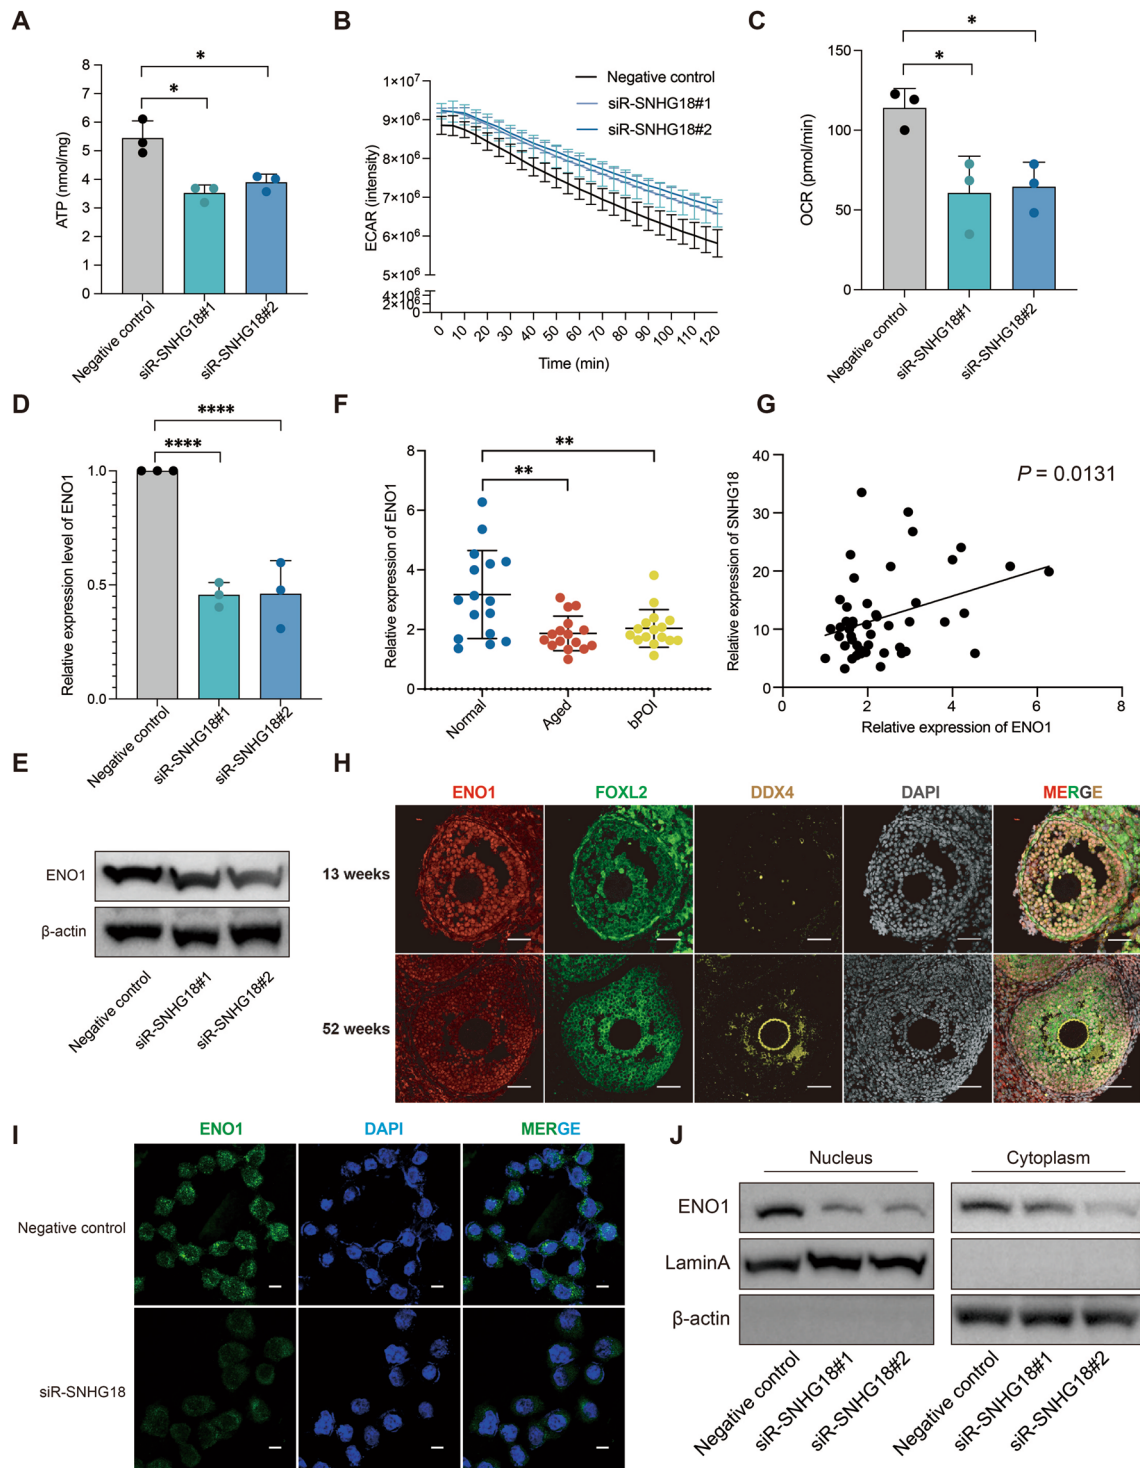 A
ATP (nmol/mg)
8
7
6
5
4
3
2
1
0
*
*
Negative control
siR-SNHG18#1
siR-SNHG18#2
B
ECAR (intensity)
1×10⁷
9×10⁶
8×10⁶
7×10⁶
6×10⁶
5×10⁶
4×10⁶
2×10⁶
0
Negative control
siR-SNHG18#1
siR-SNHG18#2
0 5 10 20 30 40 50 60 70 80 90 100 110 120
Time (min)
C
OCR (pmol/min)
150
100
50
0
*
*
Negative control
siR-SNHG18#1
siR-SNHG18#2
D
Relative expression level of ENO1
1.0
0.5
0.0
****
****
Negative control
siR-SNHG18#1
siR-SNHG18#2
F
Relative expression of ENO1
8
6
4
2
0
**
**
Normal
Aged
bPOI
G
Relative expression of SNHG18
40
30
20
10
0
P = 0.0131
0 2 4 6 8
Relative expression of ENO1
E
ENO1
β-actin
Negative control
siR-SNHG18#1
siR-SNHG18#2
H
ENO1 FOXL2 DDX4 DAPI MERGE
13 weeks
52 weeks
I
ENO1 DAPI MERGE
Negative control
siR-SNHG18
J
Nucleus Cytoplasm
ENO1
LaminA
β-actin
Negative control
siR-SNHG18#1
siR-SNHG18#2
Negative control
siR-SNHG18#1
siR-SNHG18#2